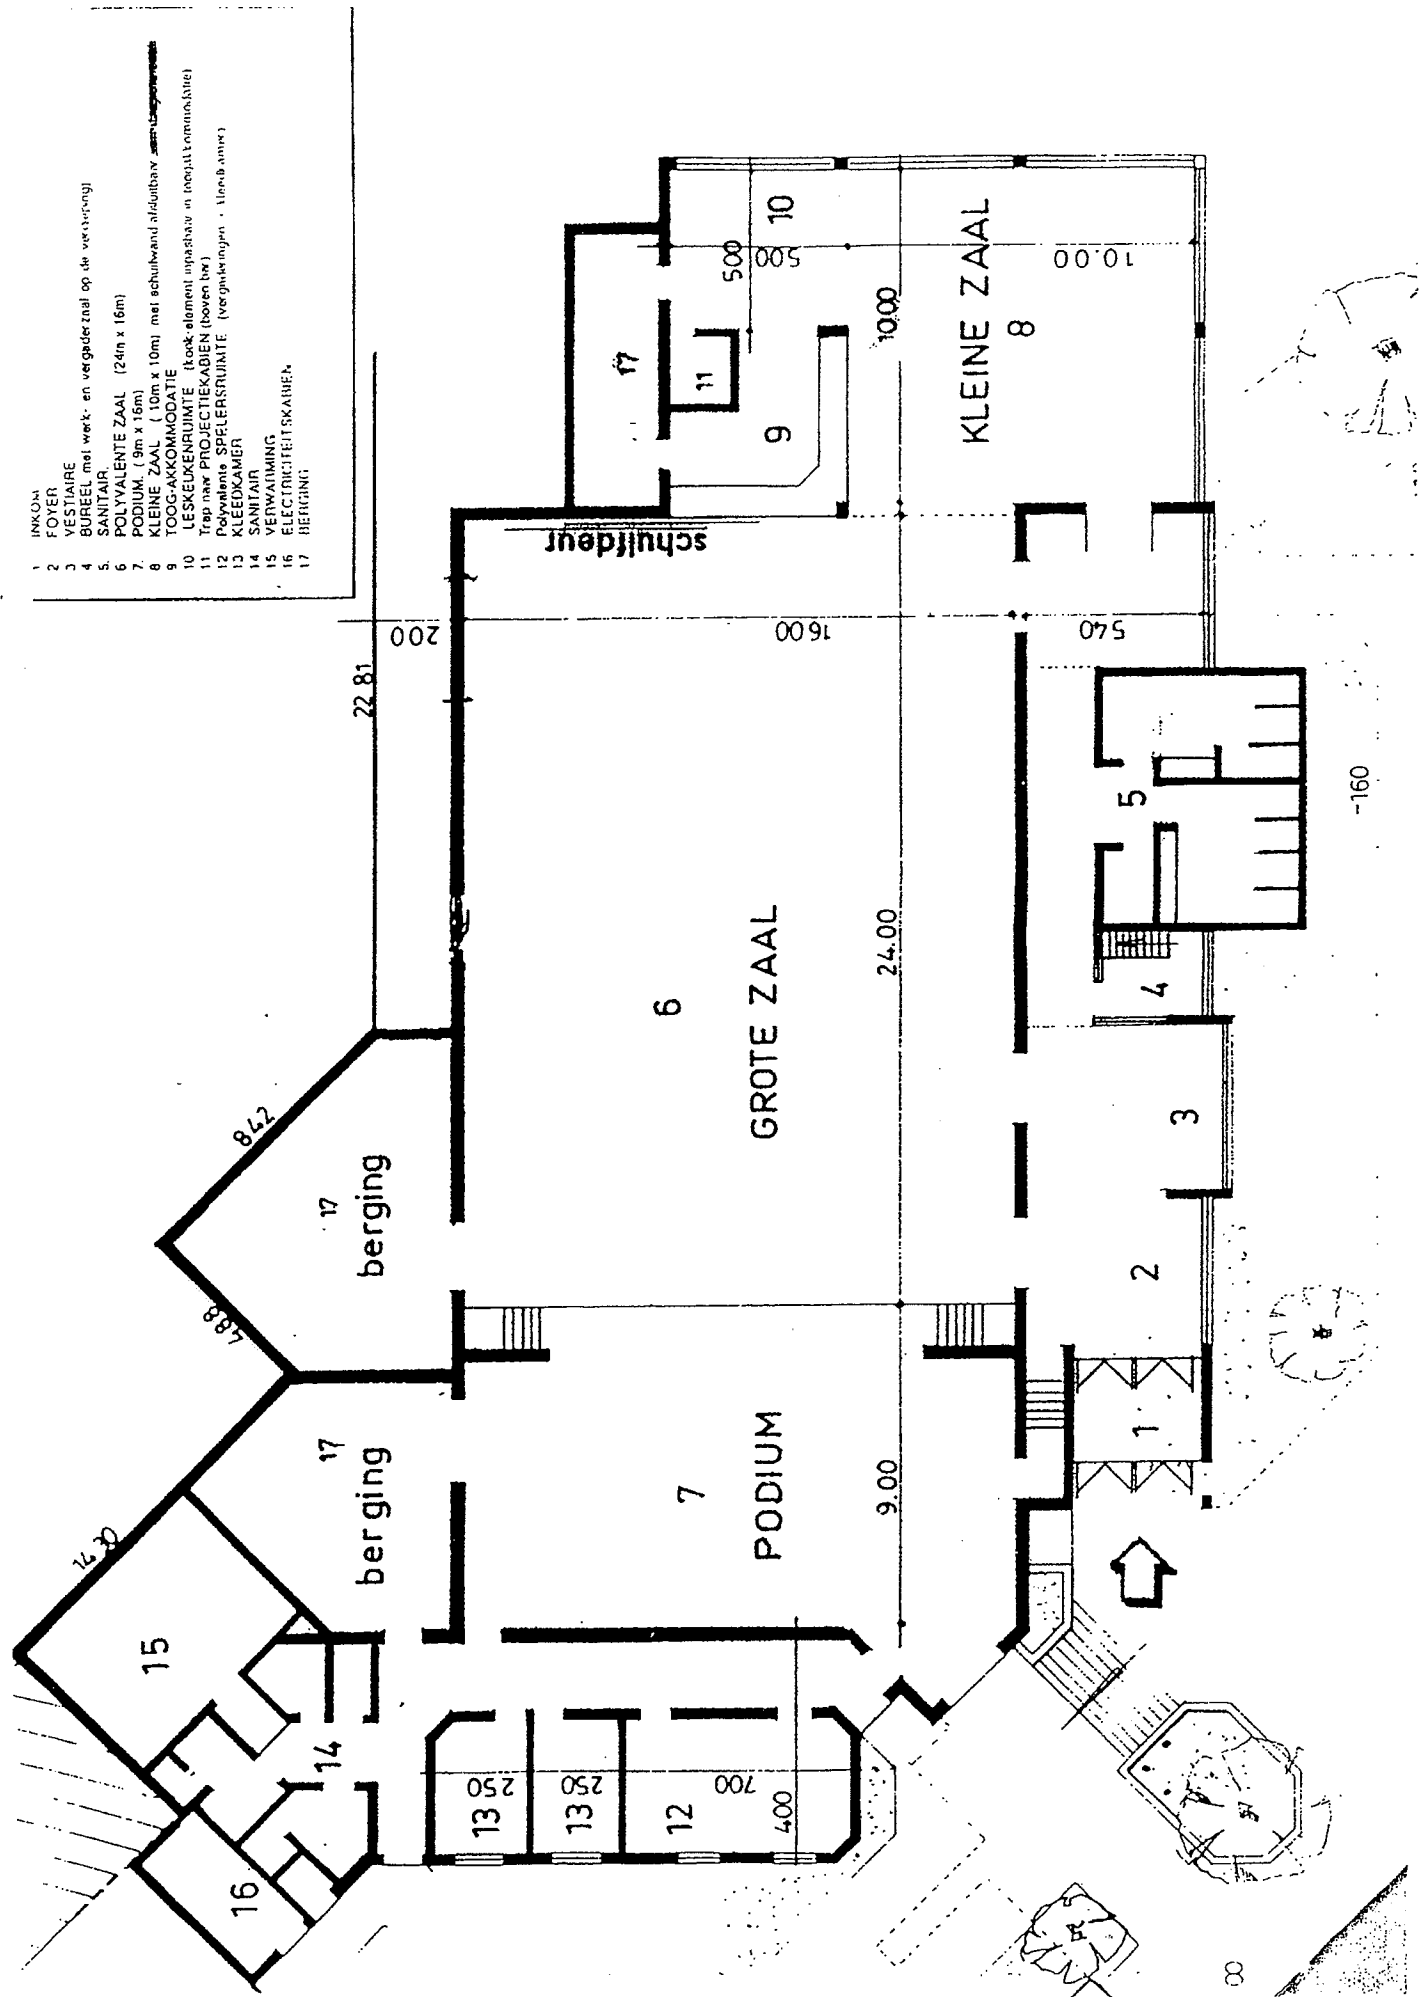 1 INKOM
2 FOYER
3 VESTIAIRE
4 BUREEL met werk- en vergaderzaal op de verdieping)
5. SANITAIR.
6 POLYVALENTE ZAAL (24m x 16m)
7. PODIUM. (9m x 16m)
8 KLEINE ZAAL (10m x 10m) met schuifwand afsluitbaar
9 TOOG-AKKOMMODATIE
10 LESKEUKENRUIMTE (kook-element inpasbaar in toogakkommodatie)
11 Trap naar PROJECTIEKABIEN (boven bar)
12 Polyvalente SPELERSRUIMTE (vergaderingen + kleedkamer)
13 KLEEDKAMER
14 SANITAIR
15 VERWARMING
16 ELECTRICITEITSKABIEN
17 BERGING
17
11
9
10
500
500
10.00
10.00
KLEINE ZAAL
8
schuifdeur
200
1600
540
22.81
5
-160
24.00
6
GROTE ZAAL
4
3
2
8.42
17
berging
488
17
berging
7
PODIUM
9.00
1
14.30
15
14
16
250
13
250
13
700
12
400
8